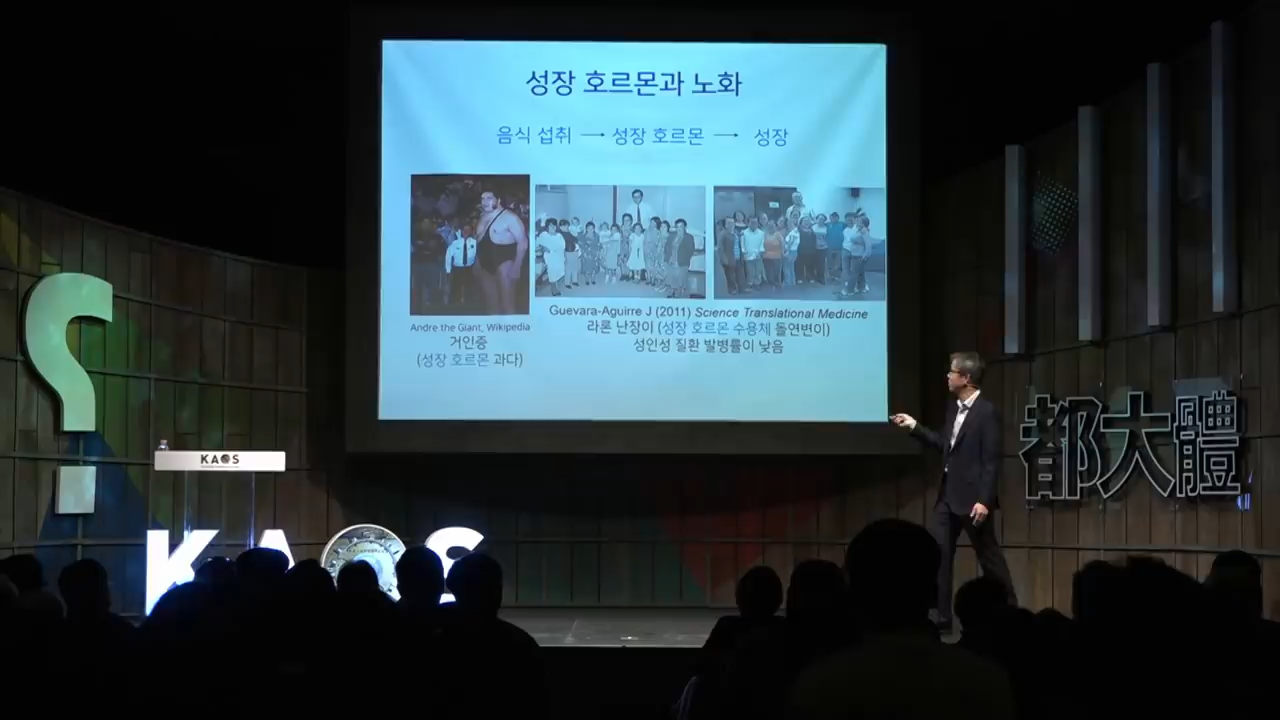 성장 호르몬과 노화
음식 섭취 → 성장 호르몬 → 성장
Andre the Giant, Wikipedia
거인증
(성장 호르몬 과다)
Guevara-Aguirre J (2011) Science Translational Medicine
라론 난장이 (성장 호르몬 수용체 돌연변이)
성인성 질환 발병률이 낮음
?
KAOS
KAOS
都大體